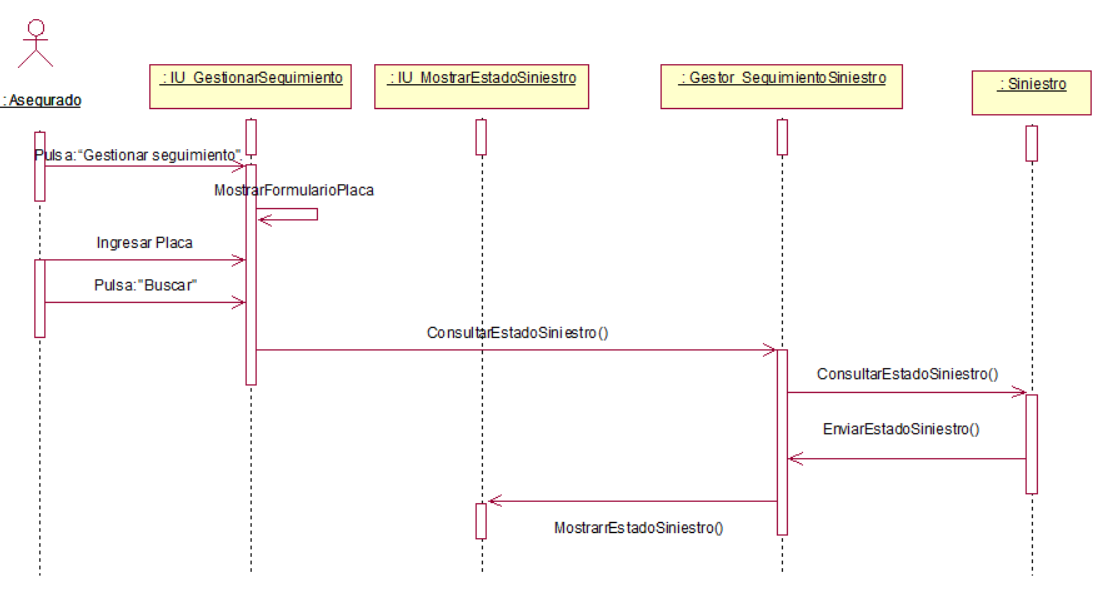 : Asegurado
: IU_GestionarSeguimiento
: IU_MostrarEstadoSiniestro
: Gestor_SeguimientoSiniestro
: Siniestro
Pulsa:“Gestionar seguimiento”.
MostrarFormularioPlaca
Ingresar Placa
Pulsa:"Buscar"
ConsultarEstadoSiniestro()
ConsultarEstadoSiniestro()
EnviarEstadoSiniestro()
MostrarrEstadoSiniestro()